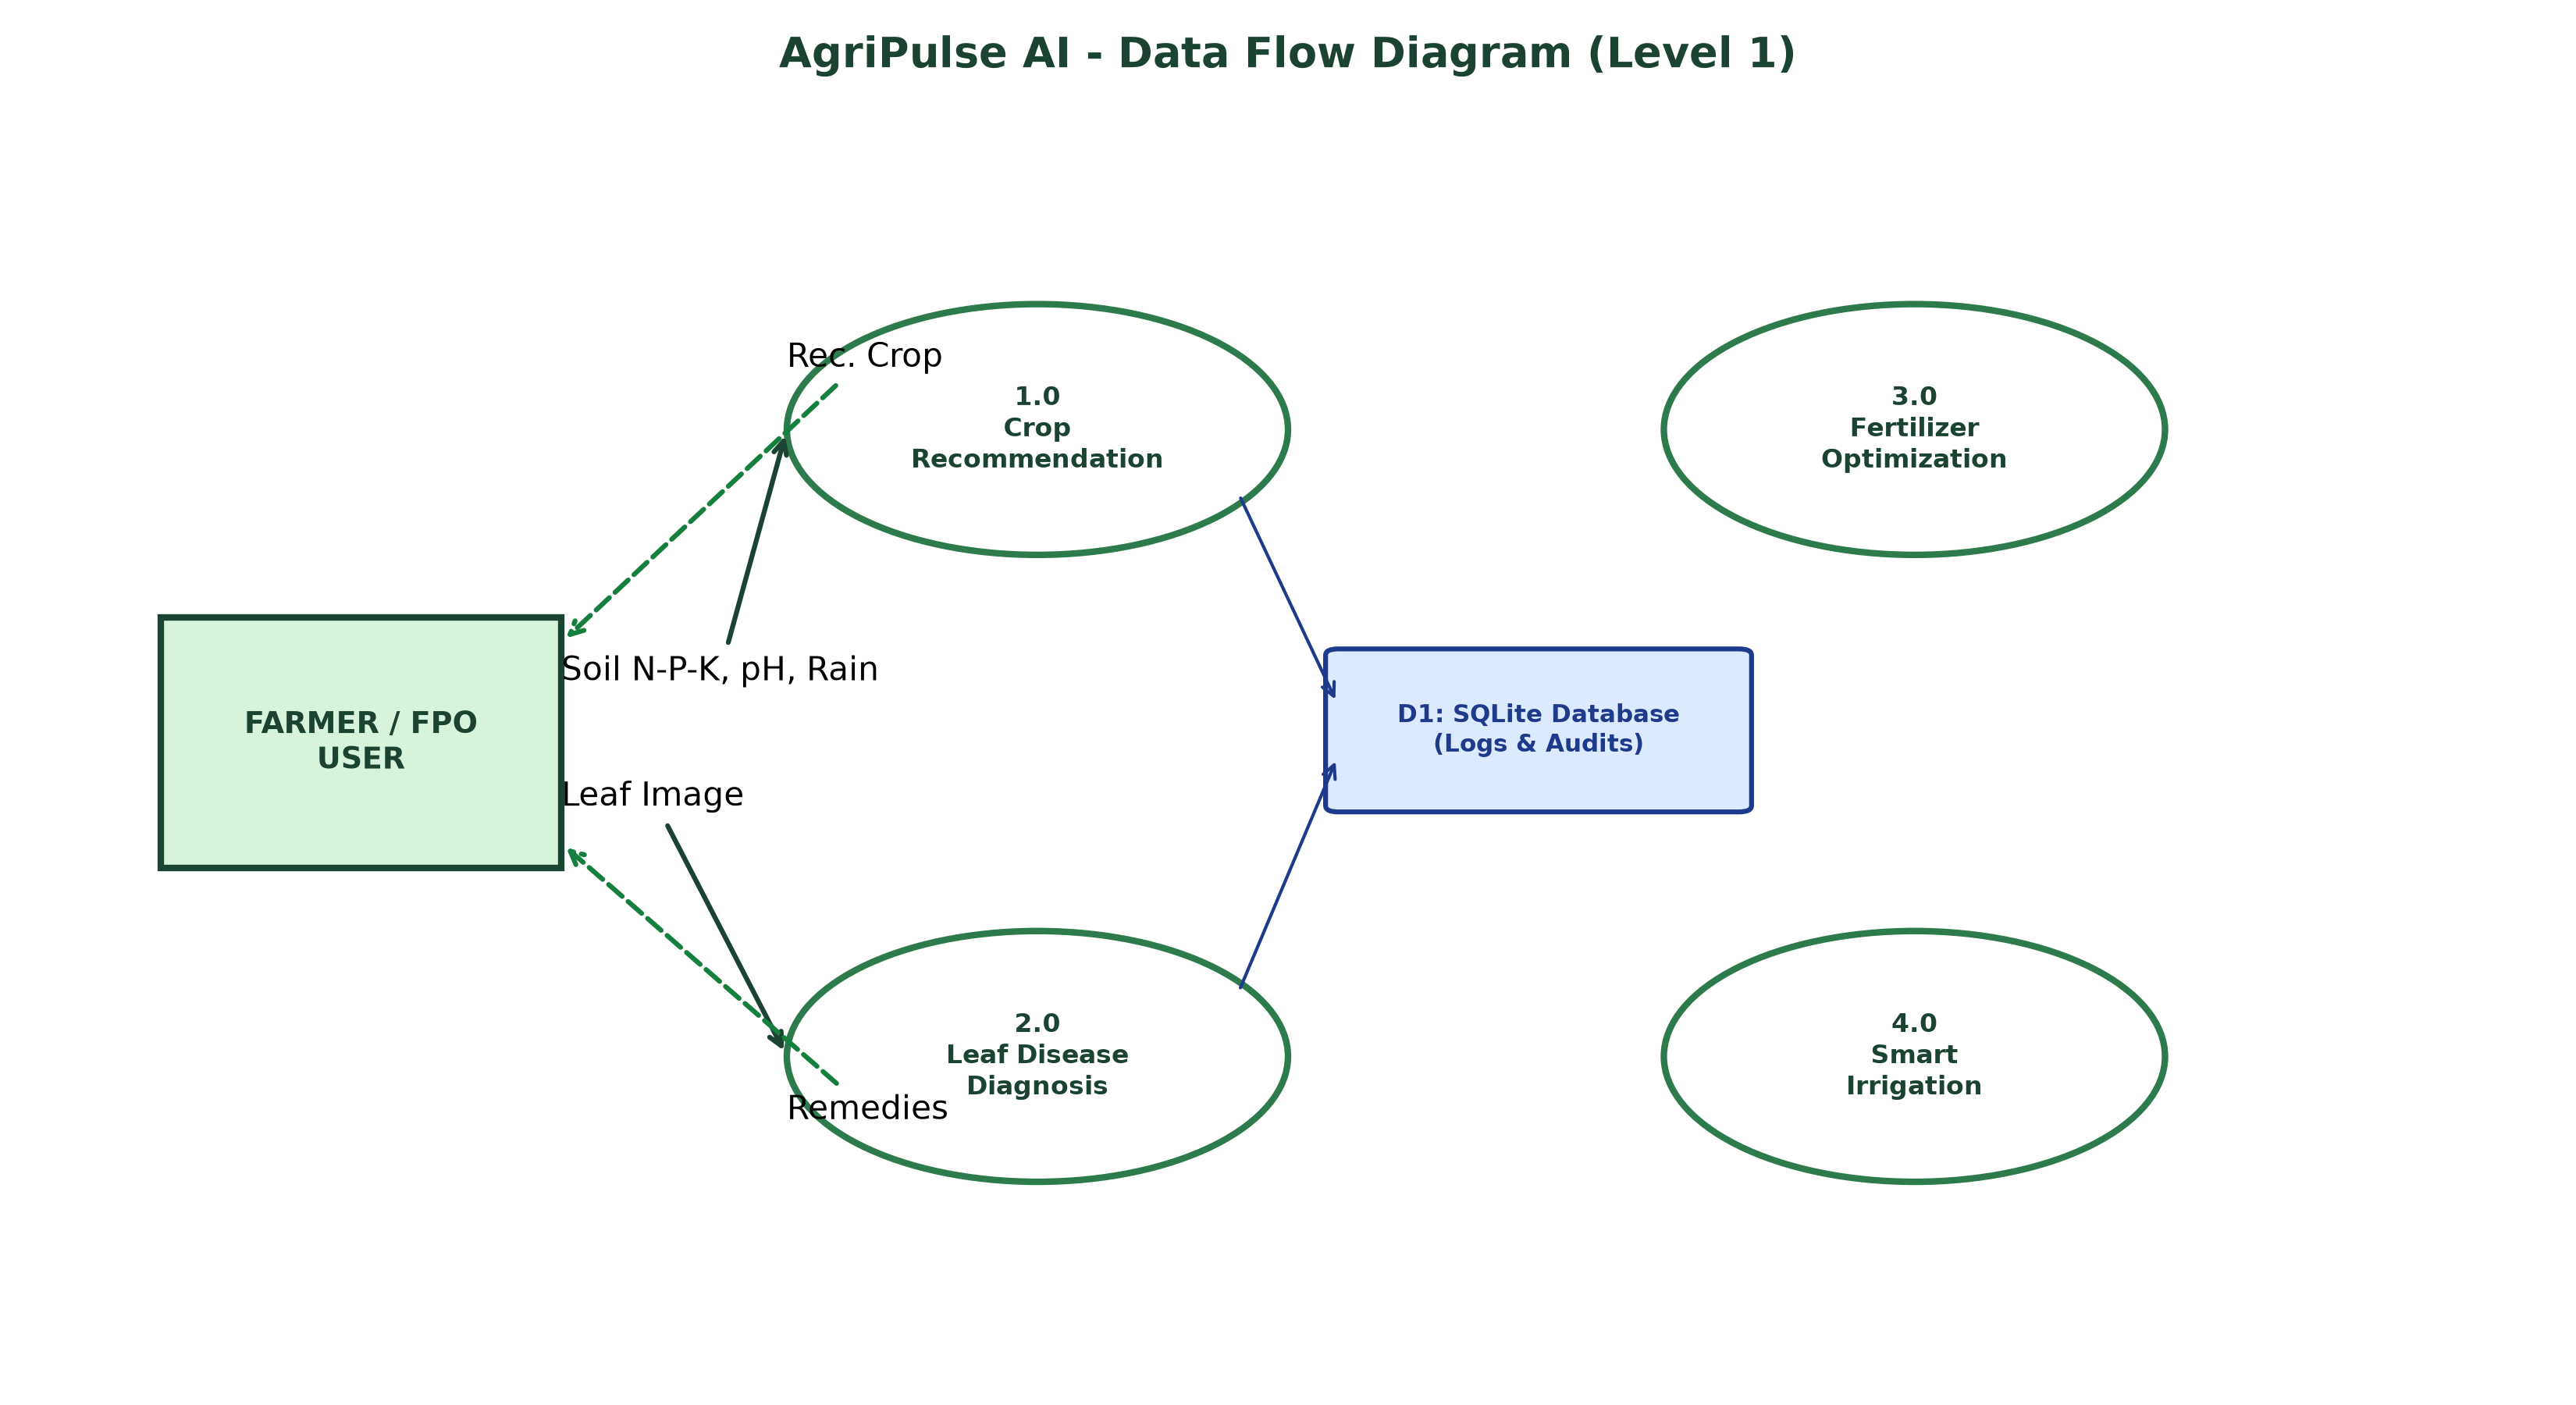 AgriPulse AI - Data Flow Diagram (Level 1)
Rec. Crop
1.0
Crop
Recommendation
3.0
Fertilizer
Optimization
Soil N-P-K, pH, Rain
FARMER / FPO
USER
D1: SQLite Database
(Logs & Audits)
Leaf Image
2.0
Leaf Disease
Diagnosis
Remedies
4.0
Smart
Irrigation